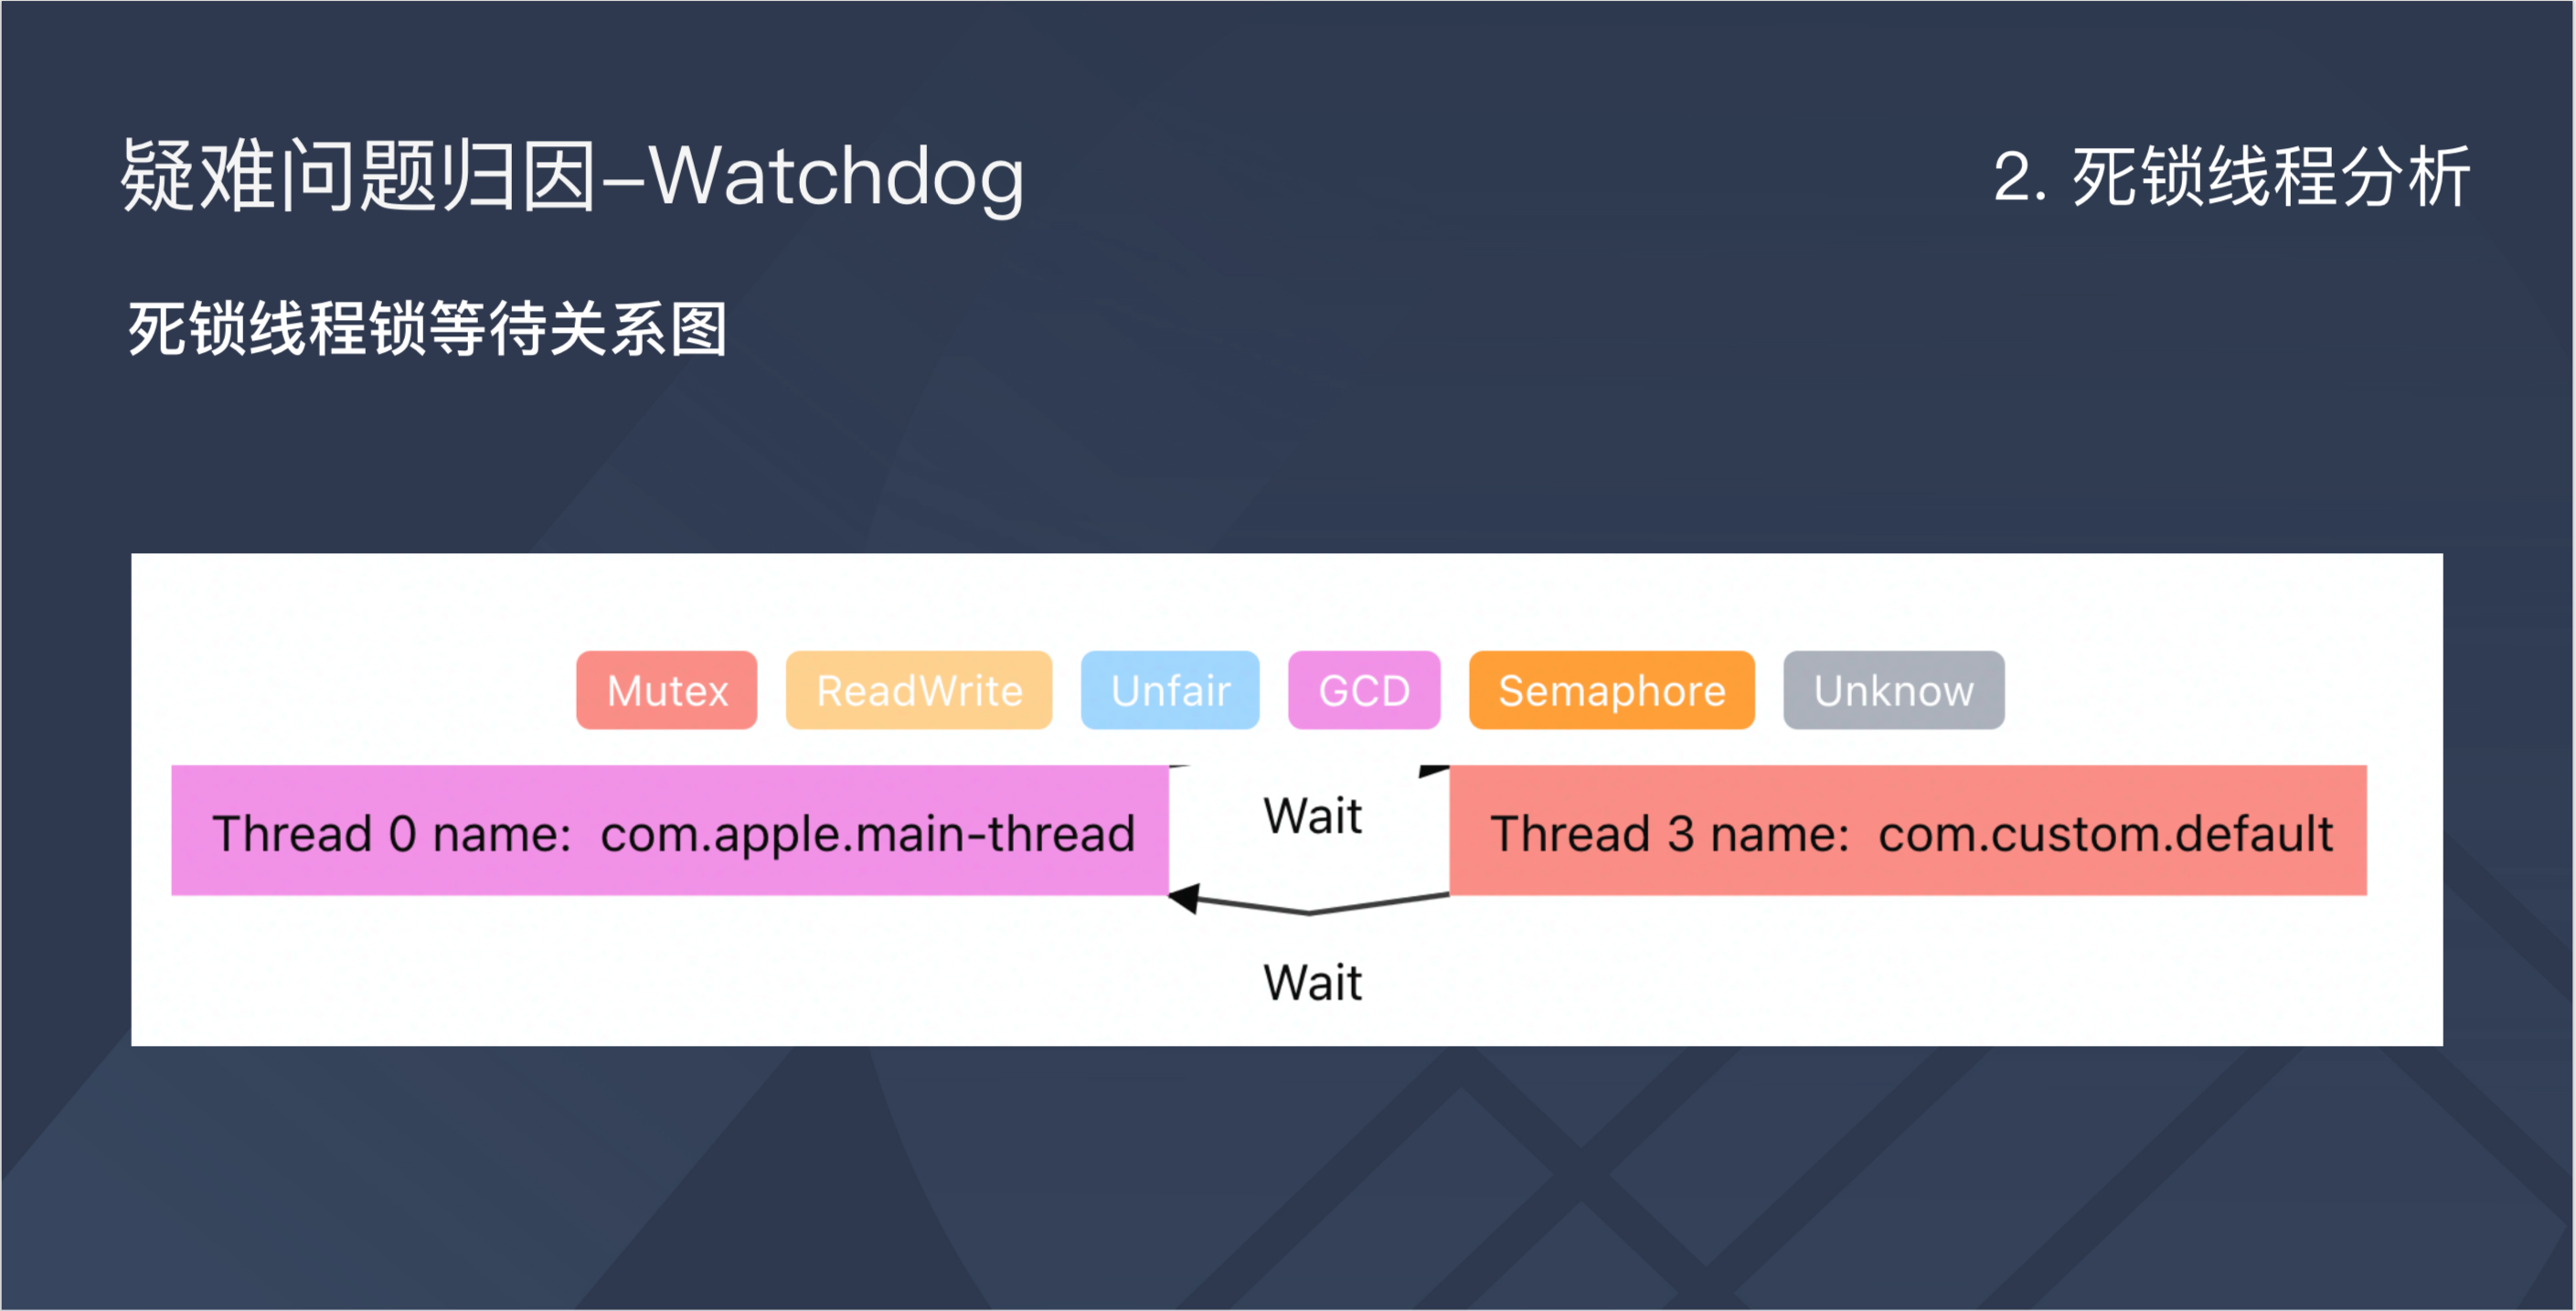 疑难问题归因–Watchdog
2. 死锁线程分析
死锁线程锁等待关系图
Mutex ReadWrite Unfair GCD Semaphore Unknow
Wait
Thread 0 name: com.apple.main-thread
Thread 3 name: com.custom.default
Wait